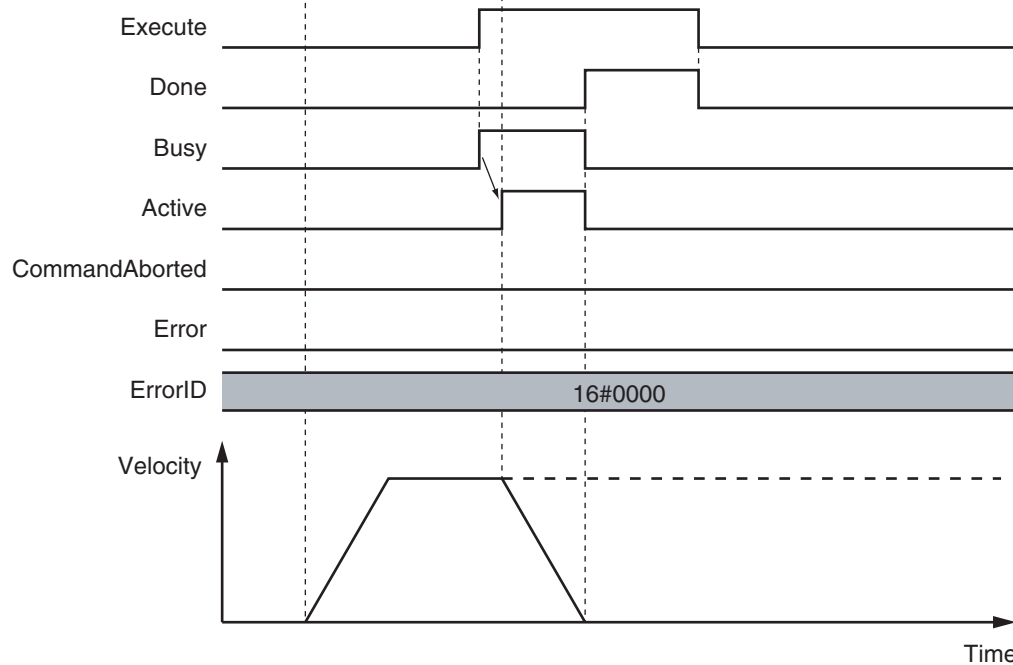 Execute
Done
Busy
Active
CommandAborted
Error
ErrorID
16#0000
Velocity
Time